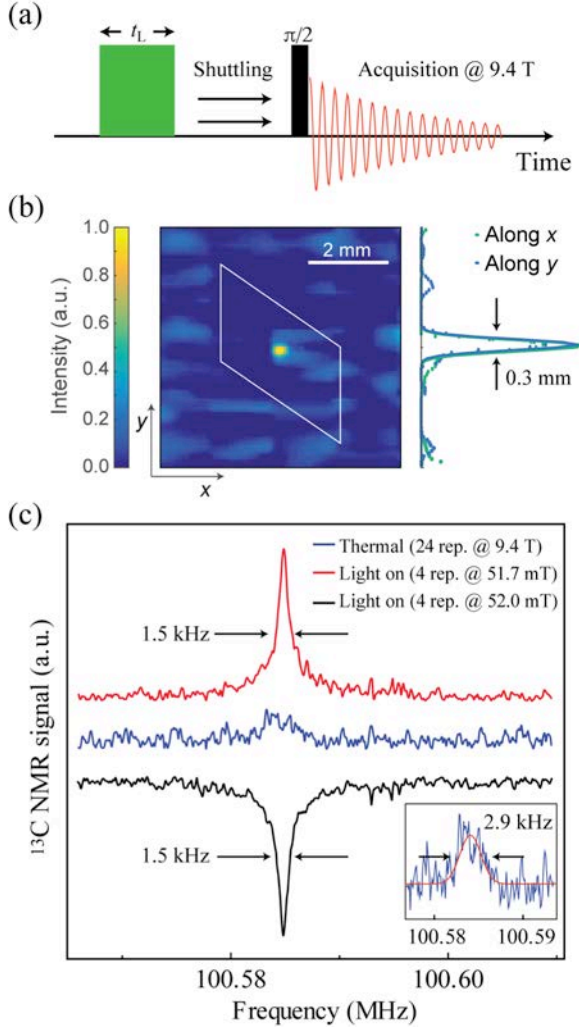 (a)
t_L
Shuttling
π/2
Acquisition @ 9.4 T
Time
(b)
Intensity (a.u.)
1.0
0.8
0.6
0.4
0.2
0.0
2 mm
y
x
Along x
Along y
0.3 mm
(c)
Thermal (24 rep. @ 9.4 T)
Light on (4 rep. @ 51.7 mT)
Light on (4 rep. @ 52.0 mT)
1.5 kHz
1.5 kHz
2.9 kHz
100.58 100.59
¹³C NMR signal (a.u.)
100.58 100.60
Frequency (MHz)